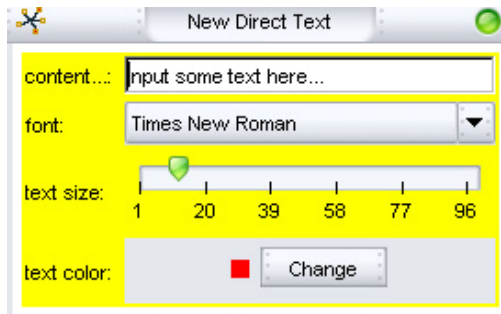 New Direct Text
content...: Input some text here...
font: Times New Roman
text size:
1 20 39 58 77 96
text color: Change